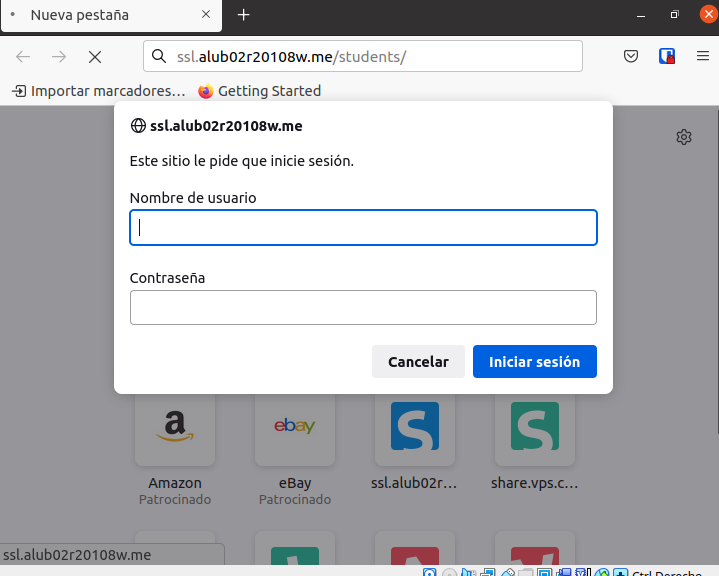 Nueva pestaña
ssl.alub02r20108w.me/students/
Importar marcadores... Getting Started
ssl.alub02r20108w.me
Este sitio le pide que inicie sesión.
Nombre de usuario
Contraseña
Cancelar Iniciar sesión
a ebay S S
Amazon eBay ssl.alub02r... share.vps.c...
Patrocinado Patrocinado
ssl.alub02r20108w.me
Ctrl Derecho